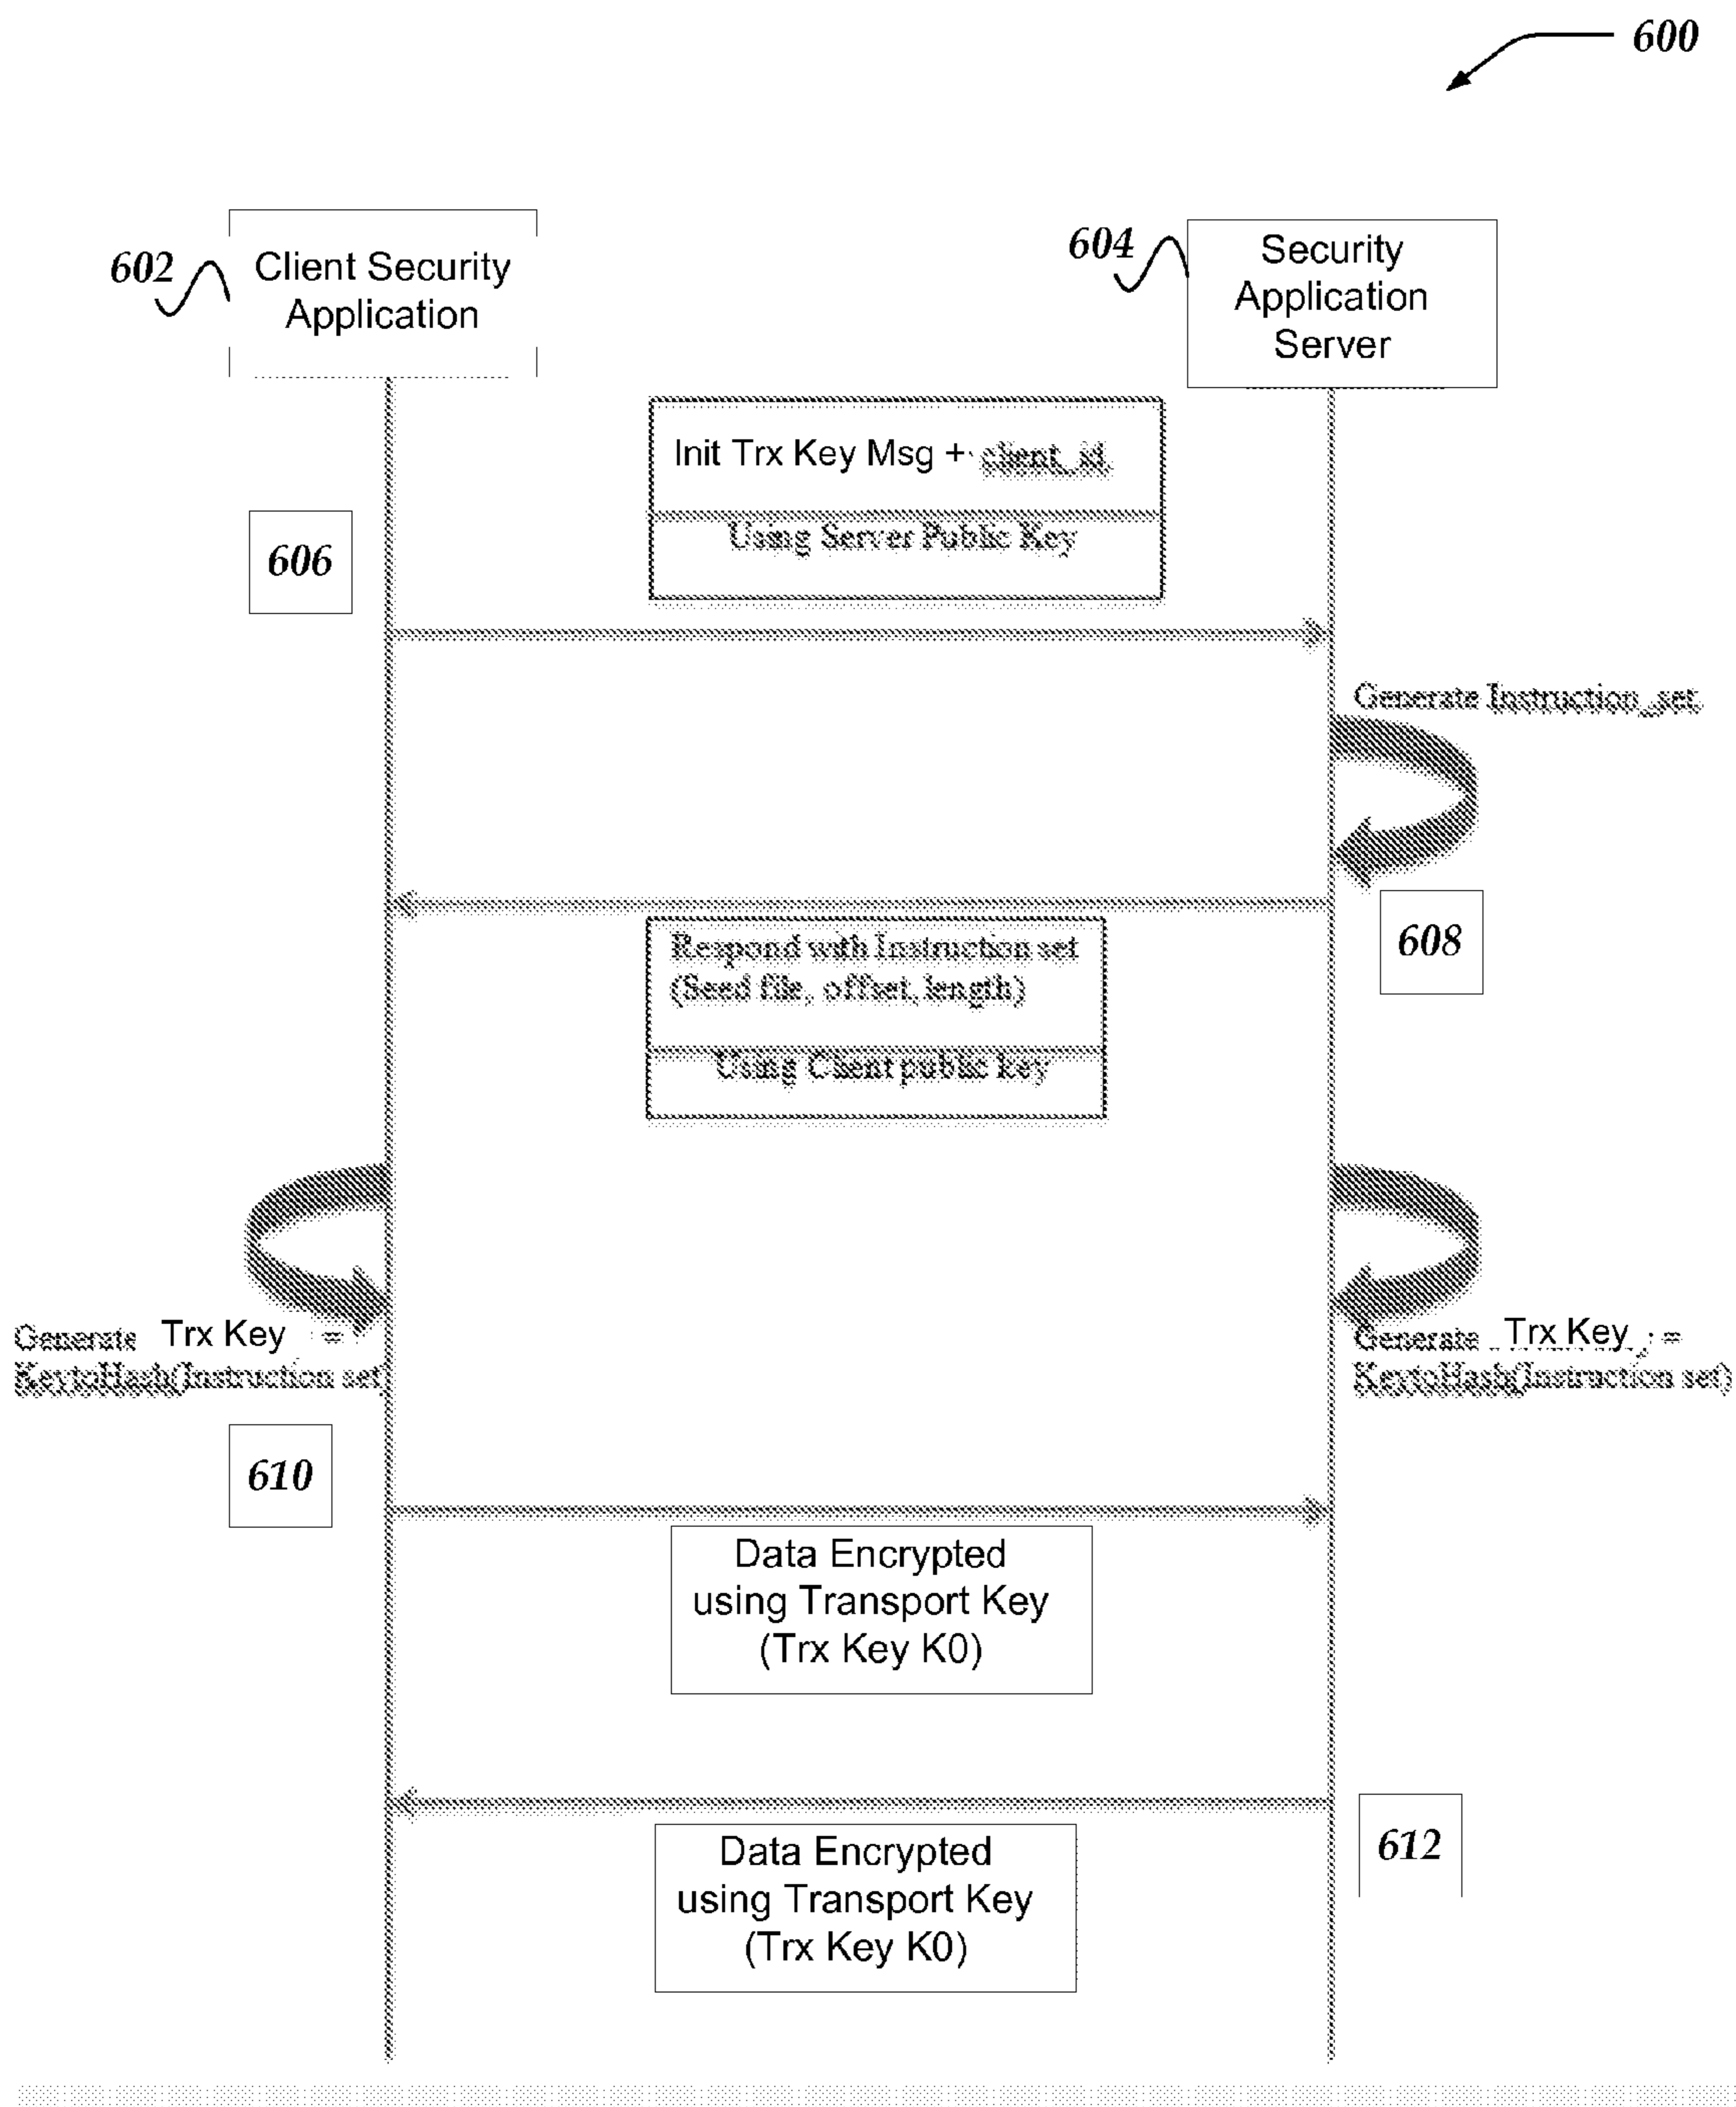 600
602
Client Security
Application
604
Security
Application
Server
Init Trx Key Msg + client_id
Using Server Public Key
606
Generate Instruction_set
608
Respond with Instruction set
(Seed file, offset, length)
Using Client public key
Generate Trx Key :=
KeytoHash(Instruction set)
Generate Trx Key :=
KeytoHash(Instruction set)
610
Data Encrypted
using Transport Key
(Trx Key K0)
612
Data Encrypted
using Transport Key
(Trx Key K0)